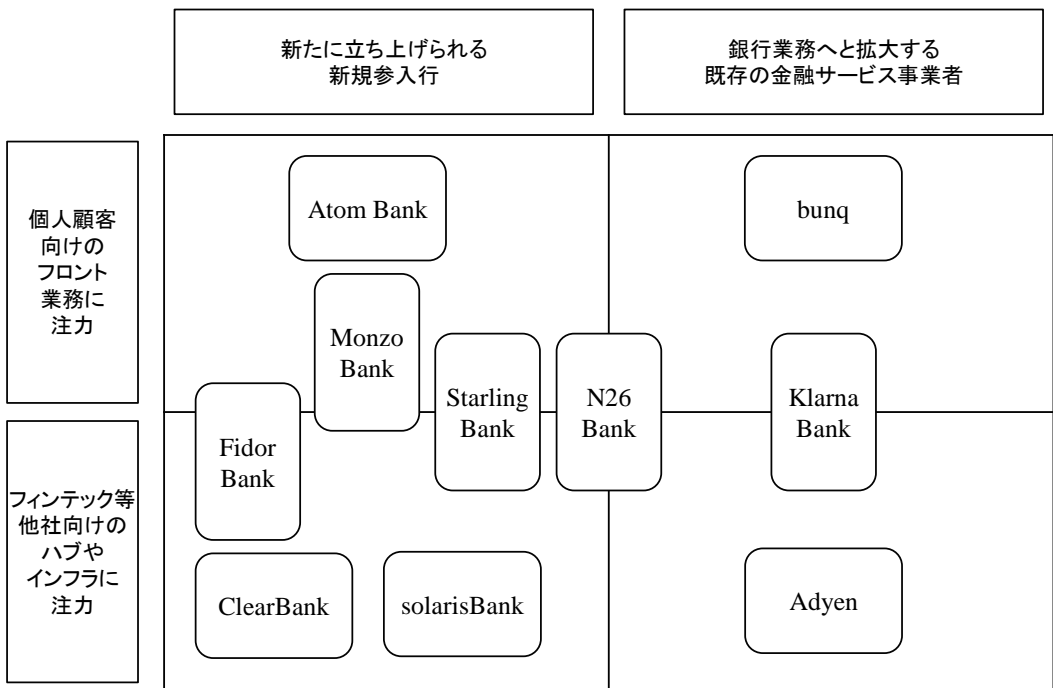 新たに立ち上げられる
新規参入行
銀行業務へと拡大する
既存の金融サービス事業者
個人顧客
向けの
フロント
業務に
注力
Atom Bank
bunq
Monzo
Bank
Starling
Bank
N26
Bank
Klarna
Bank
Fidor
Bank
フィンテック等
他社向けの
ハブや
インフラに
注力
ClearBank
solarisBank
Adyen